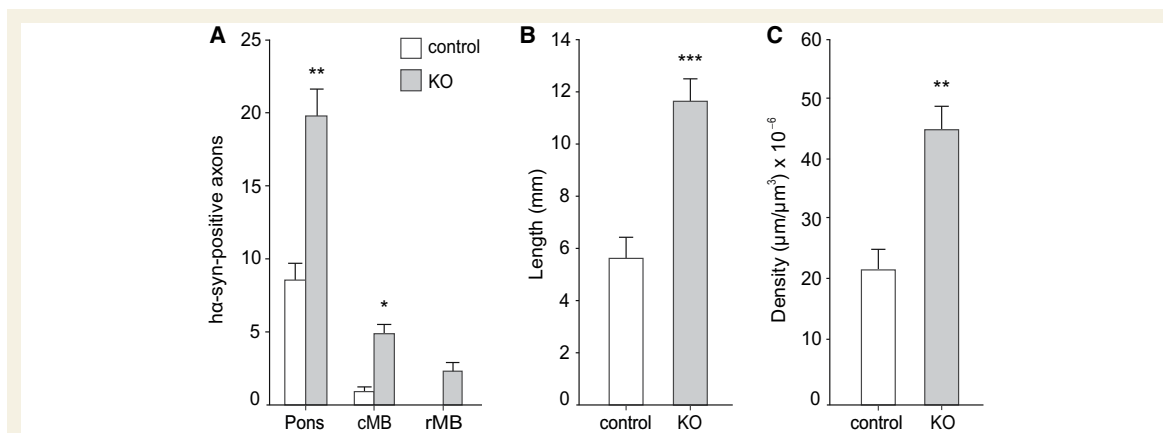 A
25
20
15
10
5
0
hα-syn-positive axons
control
KO
**
*
Pons
cMB
rMB
B
14
12
10
8
6
4
2
0
Length (mm)
***
control
KO
C
60
50
40
30
20
10
0
Density (μm/μm³) x 10⁻⁶
**
control
KO